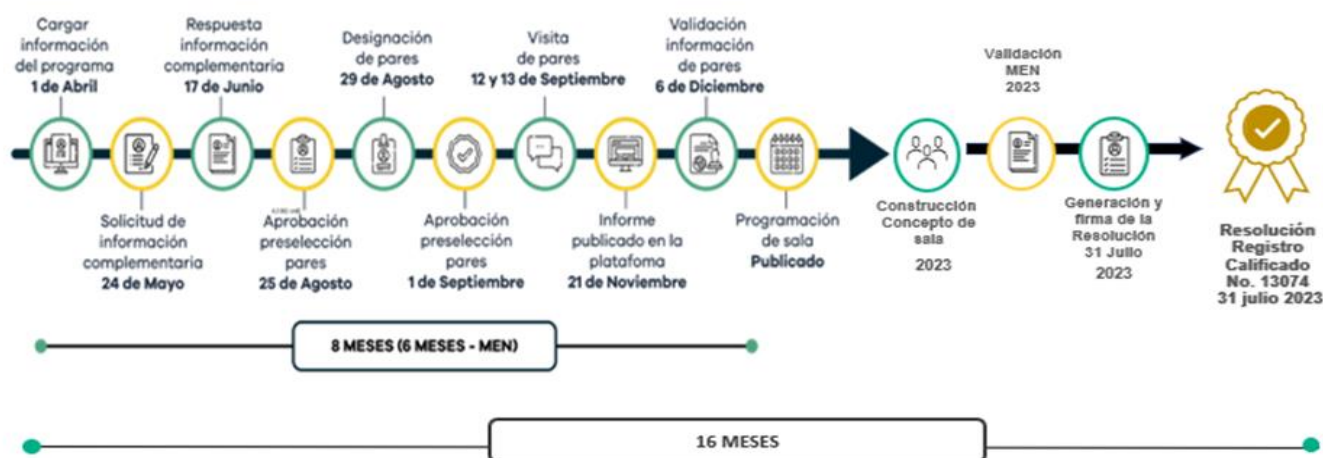 Cargar
información
del programa
1 de Abril
Solicitud de
información
complementaria
24 de Mayo
Respuesta
información
complementaria
17 de Junio
Aprobación
preselección
pares
25 de Agosto
Designación
de pares
29 de Agosto
Aprobación
preselección
pares
1 de Septiembre
Visita
de pares
12 y 13 de Septiembre
Informe
publicado en la
platafoma
21 de Noviembre
Validación
información
de pares
6 de Diciembre
Programación
de sala
Publicado
Construcción
Concepto de
sala
2023
Validación
MEN
2023
Generación y
firma de la
Resolución
31 Julio
2023
Resolución
Registro
Calificado
No. 13074
31 julio 2023
8 MESES (6 MESES - MEN)
16 MESES